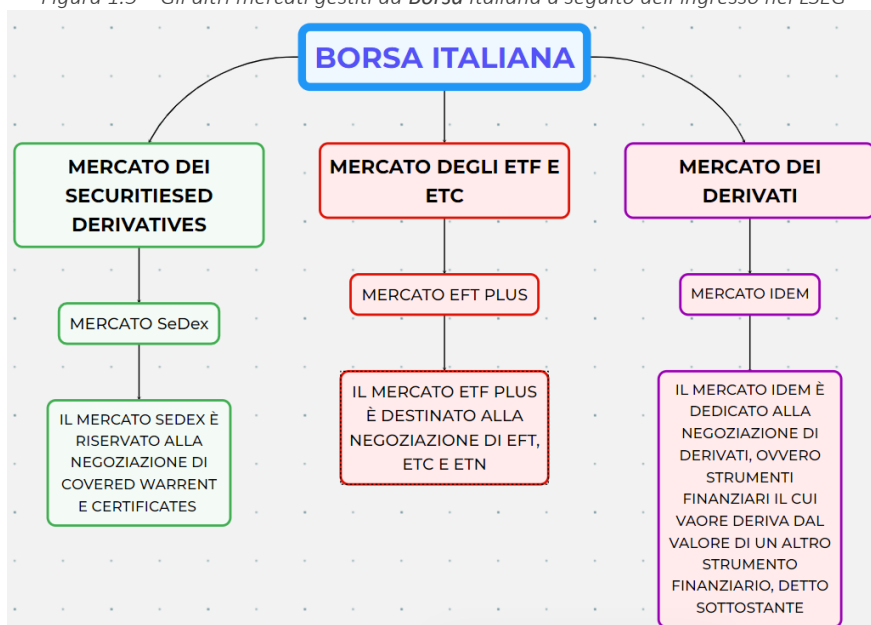 Figura 1.5 – Gli altri mercati gestiti da Borsa Italiana a seguito dell'ingresso nel LSEG
BORSA ITALIANA
MERCATO DEI
SECURITIESED
DERIVATIVES
MERCATO SeDex
IL MERCATO SEDEX È
RISERVATO ALLA
NEGOZIAZIONE DI
COVERED WARRENT
E CERTIFICATES
MERCATO DEGLI ETF E
ETC
MERCATO EFT PLUS
IL MERCATO ETF PLUS
È DESTINATO ALLA
NEGOZIAZIONE DI EFT,
ETC E ETN
MERCATO DEI
DERIVATI
MERCATO IDEM
IL MERCATO IDEM È
DEDICATO ALLA
NEGOZIAZIONE DI
DERIVATI, OVVERO
STRUMENTI
FINANZIARI IL CUI
VAORE DERIVA DAL
VALORE DI UN ALTRO
STRUMENTO
FINANZIARIO, DETTO
SOTTOSTANTE